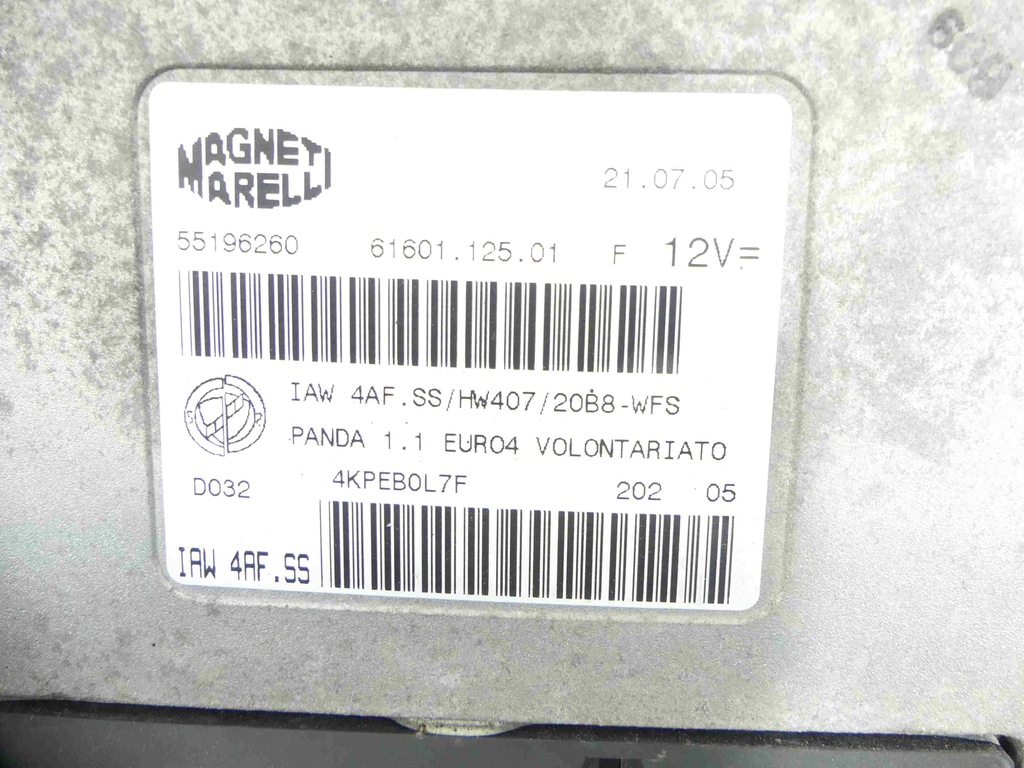 MAGNETI
MARELLI
21.07.05
55196260 61601.125.01 F 12V=
IAW 4AF.SS/HW407/20B8-WFS
PANDA 1.1 EURO4 VOLONTARIATO
D032 4KPEB0L7F 202 05
IAW 4AF.SS